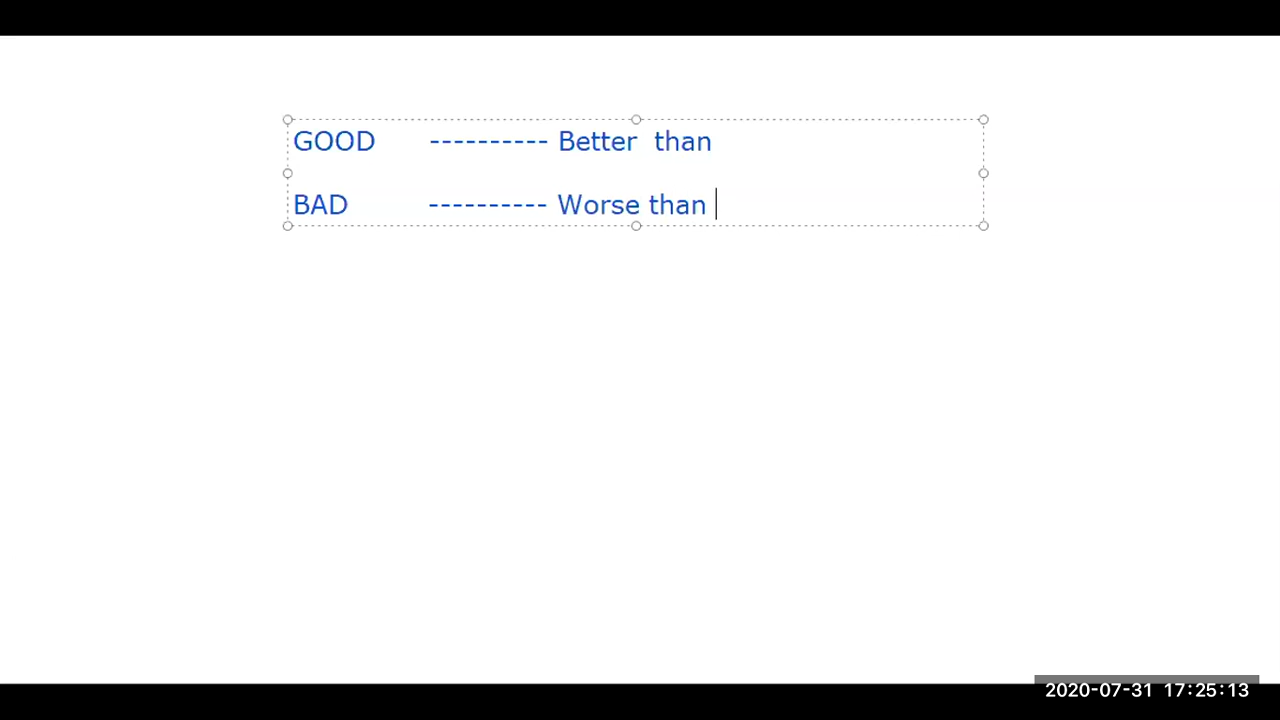 GOOD ---------- Better than
BAD ---------- Worse than
2020-07-31 17:25:13